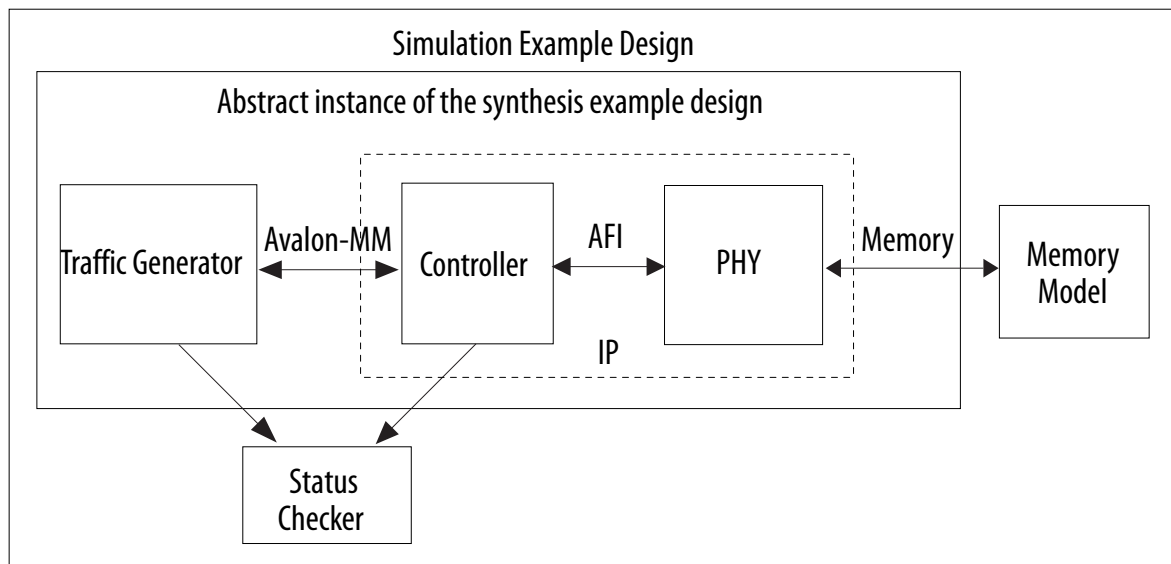 Simulation Example Design
Abstract instance of the synthesis example design
Traffic Generator
Avalon-MM
Controller
AFI
PHY
Memory
Memory
Model
IP
Status
Checker